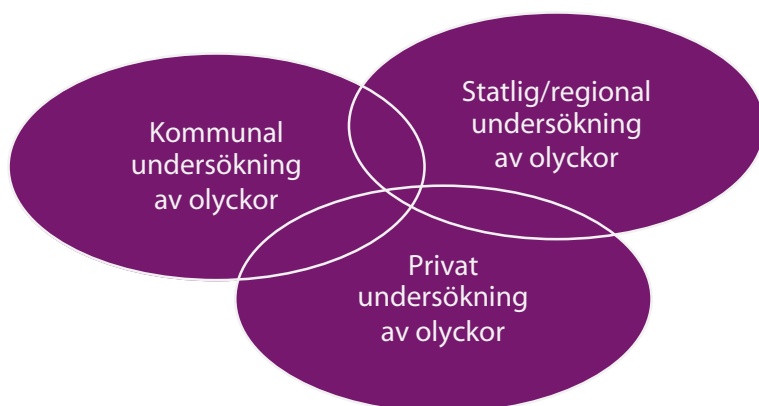 Kommunal
undersökning
av olyckor
Statlig/regional
undersökning
av olyckor
Privat
undersökning
av olyckor